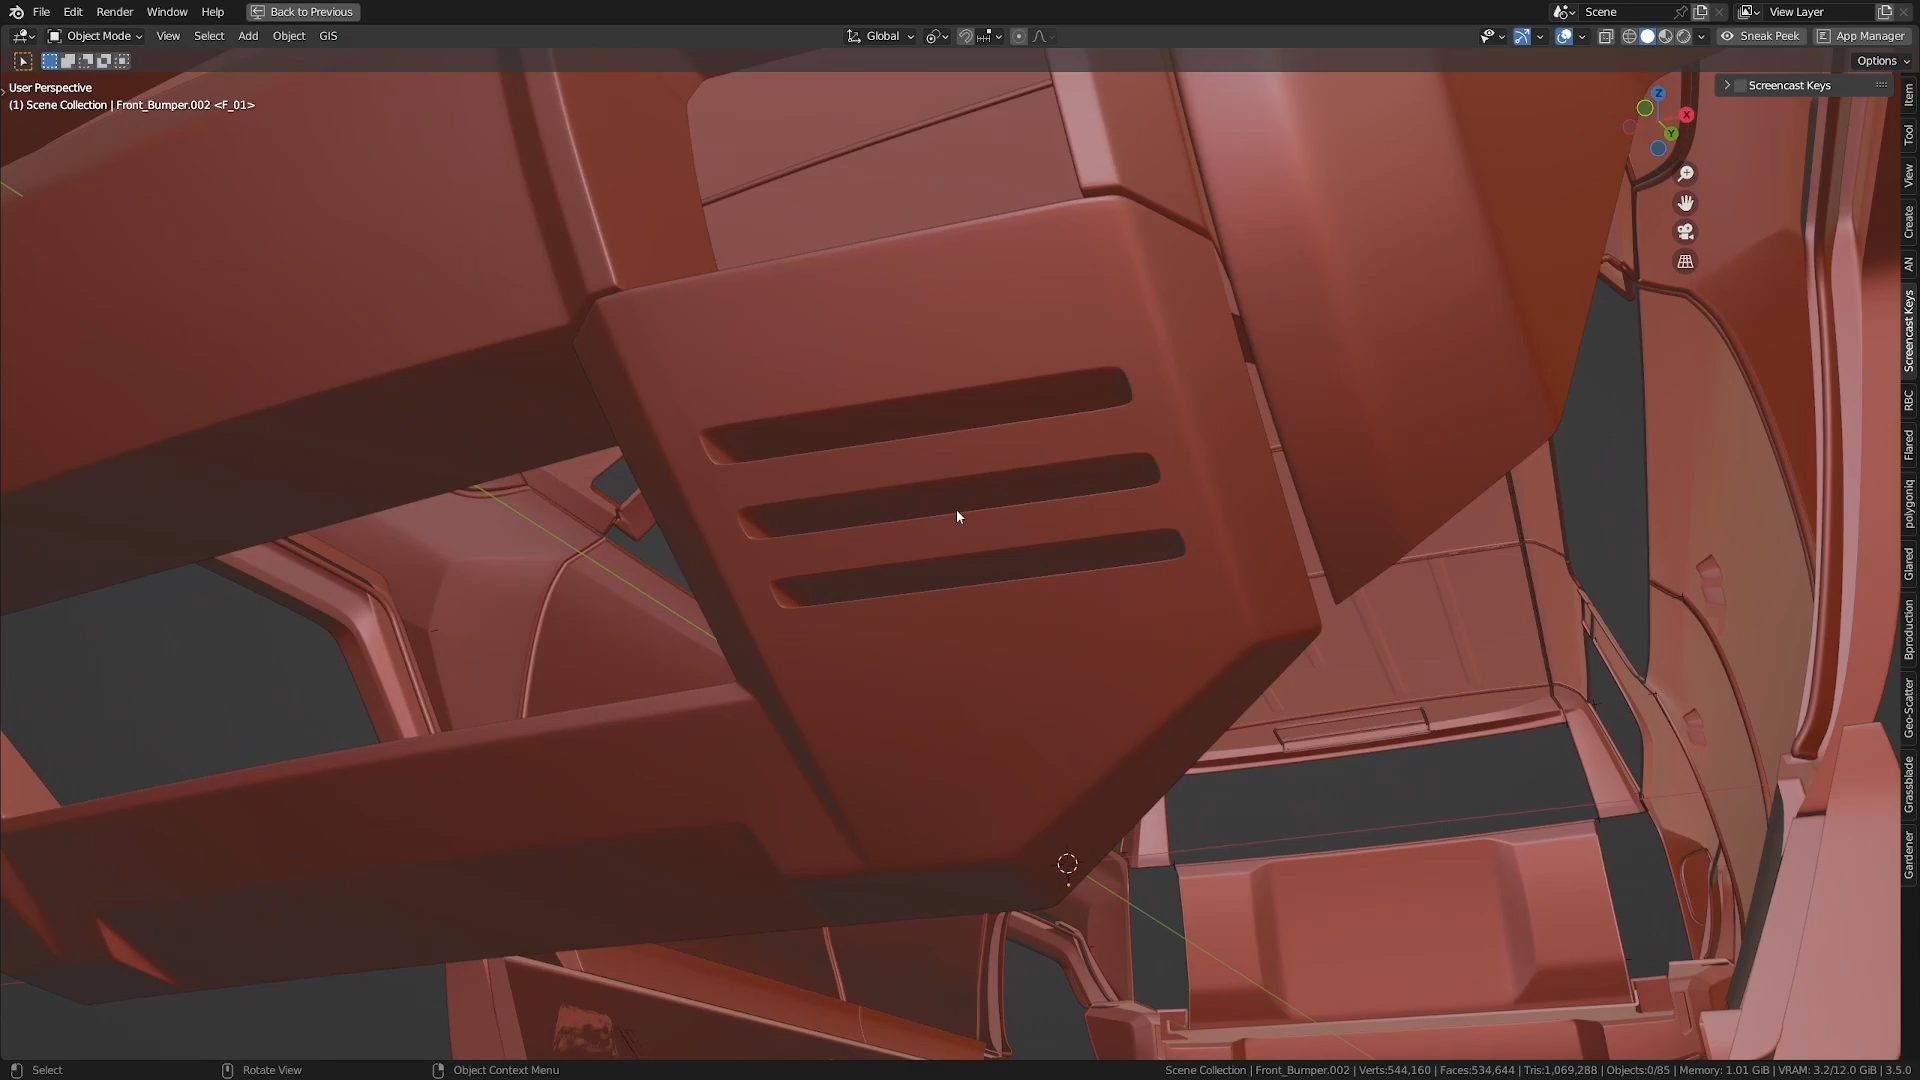 File Edit Render Window Help Back to Previous Scene View Layer
Object Mode View Select Add Object GIS Global Sneak Peek App Manager
Options
User Perspective
(1) Scene Collection | Front_Bumper.002 <F_01>
Screencast Keys
Z
X
Y
Item
Tool
View
Create
AN
Screencast Keys
RBC
Flared
polygoniq
Glared
Bproduction
Geo-Scatter
Grassblade
Gardener
Select Rotate View Object Context Menu Scene Collection | Front_Bumper.002 | Verts:544,160 | Faces:534,644 | Tris:1,069,288 | Objects:0/85 | Memory: 1.01 GiB | VRAM: 3.2/12.0 GiB | 3.5.0